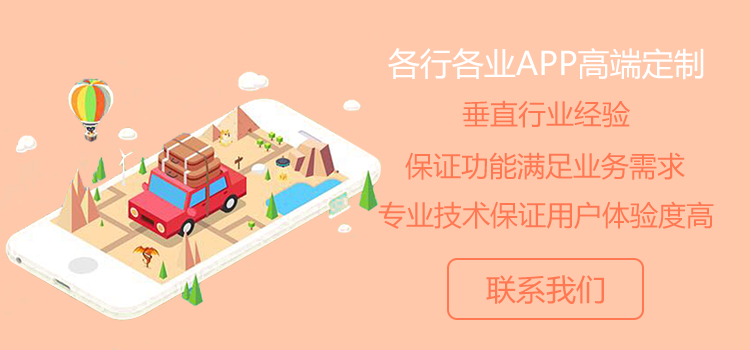 各行各业APP高端定制
垂直行业经验
保证功能满足业务需求
专业技术保证用户体验度高
联系我们